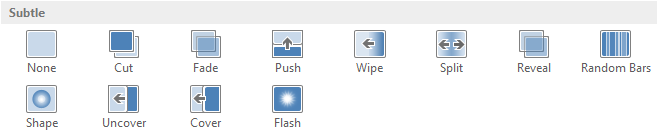 Subtle
None Cut Fade Push Wipe Split Reveal Random Bars
Shape Uncover Cover Flash